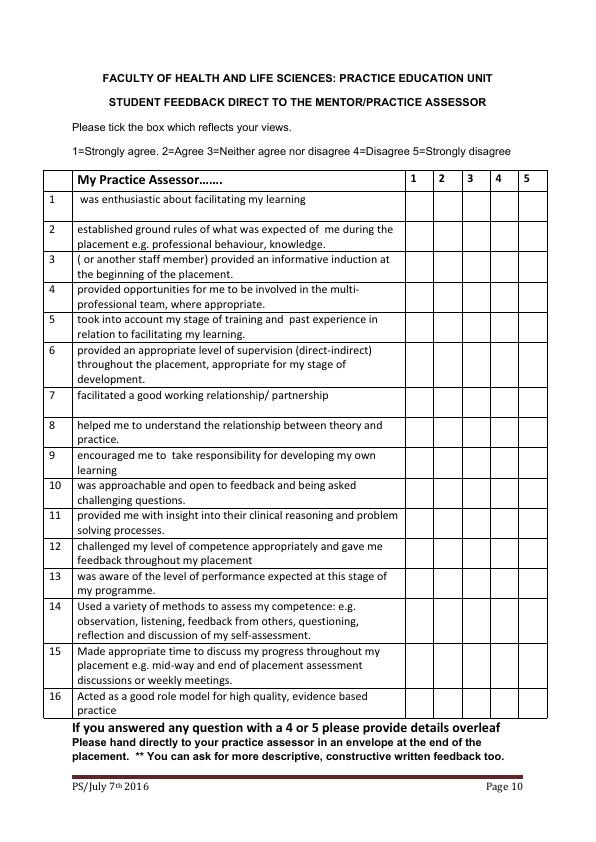 FACULTY OF HEALTH AND LIFE SCIENCES: PRACTICE EDUCATION UNIT
STUDENT FEEDBACK DIRECT TO THE MENTOR/PRACTICE ASSESSOR
Please tick the box which reflects your views.
1=Strongly agree. 2=Agree 3=Neither agree nor disagree 4=Disagree 5=Strongly disagree
My Practice Assessor……. 1 2 3 4 5
1 was enthusiastic about facilitating my learning
2 established ground rules of what was expected of me during the
placement e.g. professional behaviour, knowledge.
3 ( or another staff member) provided an informative induction at
the beginning of the placement.
4 provided opportunities for me to be involved in the multi-
professional team, where appropriate.
5 took into account my stage of training and past experience in
relation to facilitating my learning.
6 provided an appropriate level of supervision (direct-indirect)
throughout the placement, appropriate for my stage of
development.
7 facilitated a good working relationship/ partnership
8 helped me to understand the relationship between theory and
practice.
9 encouraged me to take responsibility for developing my own
learning
10 was approachable and open to feedback and being asked
challenging questions.
11 provided me with insight into their clinical reasoning and problem
solving processes.
12 challenged my level of competence appropriately and gave me
feedback throughout my placement
13 was aware of the level of performance expected at this stage of
my programme.
14 Used a variety of methods to assess my competence: e.g.
observation, listening, feedback from others, questioning,
reflection and discussion of my self-assessment.
15 Made appropriate time to discuss my progress throughout my
placement e.g. mid-way and end of placement assessment
discussions or weekly meetings.
16 Acted as a good role model for high quality, evidence based
practice
If you answered any question with a 4 or 5 please provide details overleaf
Please hand directly to your practice assessor in an envelope at the end of the
placement. ** You can ask for more descriptive, constructive written feedback too.
PS/July 7th 2016 Page 10